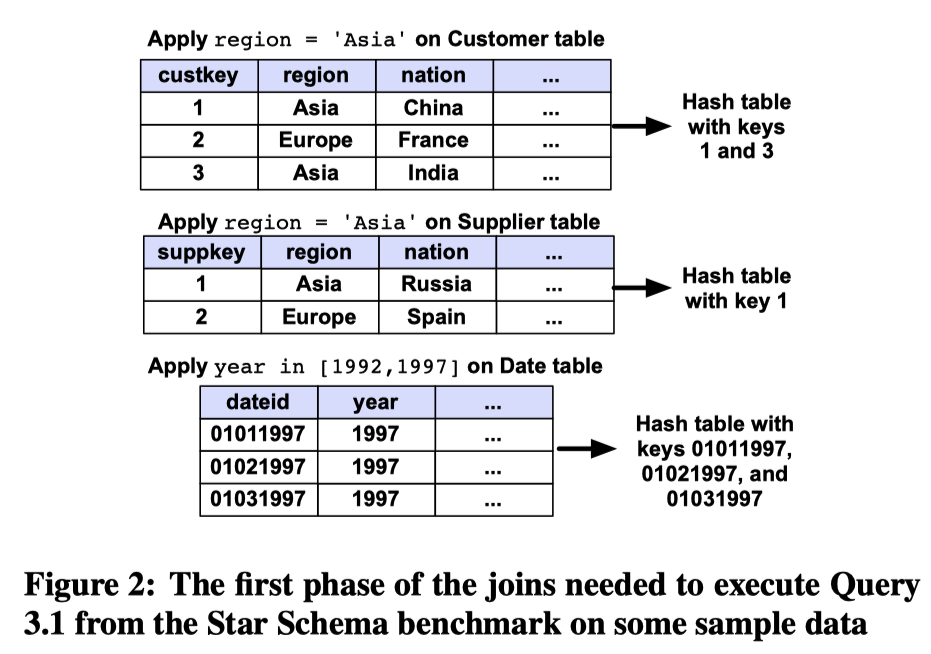 Apply region = 'Asia' on Customer table
custkey region nation ...
1 Asia China ...
2 Europe France ...
3 Asia India ...
Hash table
with keys
1 and 3
Apply region = 'Asia' on Supplier table
suppkey region nation ...
1 Asia Russia ...
2 Europe Spain ...
Hash table
with key 1
Apply year in [1992,1997] on Date table
dateid year ...
01011997 1997 ...
01021997 1997 ...
01031997 1997 ...
Hash table with
keys 01011997,
01021997, and
01031997
Figure 2: The first phase of the joins needed to execute Query
3.1 from the Star Schema benchmark on some sample data